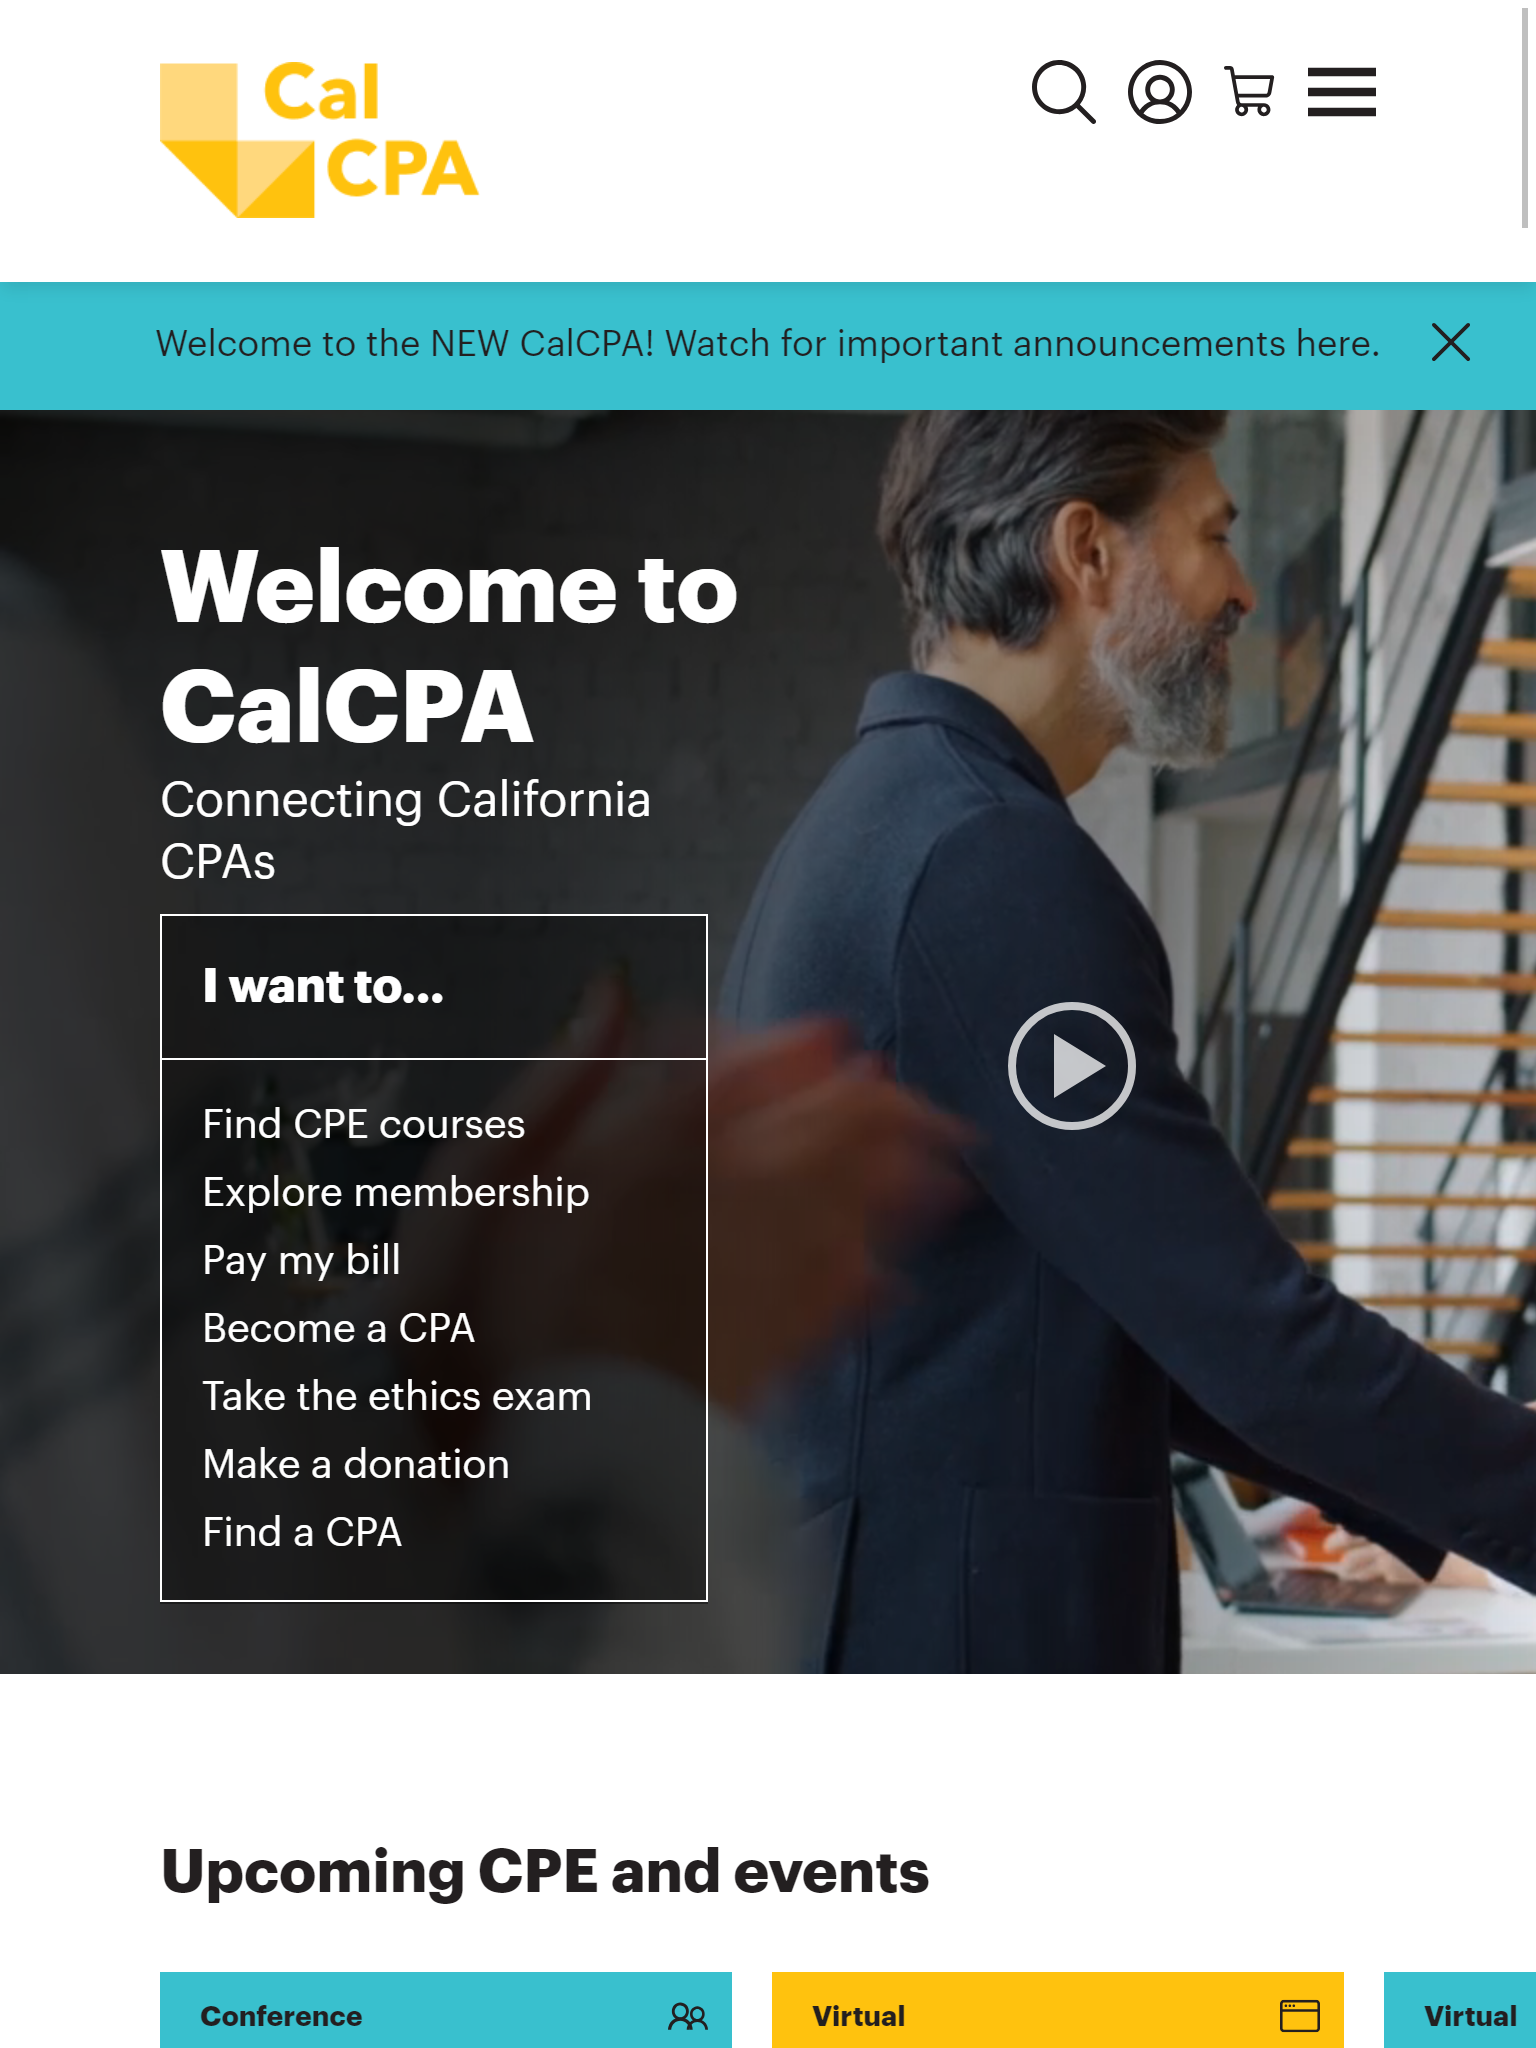 Cal
CPA
Welcome to the NEW CalCPA! Watch for important announcements here.
Welcome to
CalCPA
Connecting California
CPAs
I want to...
Find CPE courses
Explore membership
Pay my bill
Become a CPA
Take the ethics exam
Make a donation
Find a CPA
Upcoming CPE and events
Conference
Virtual
Virtual